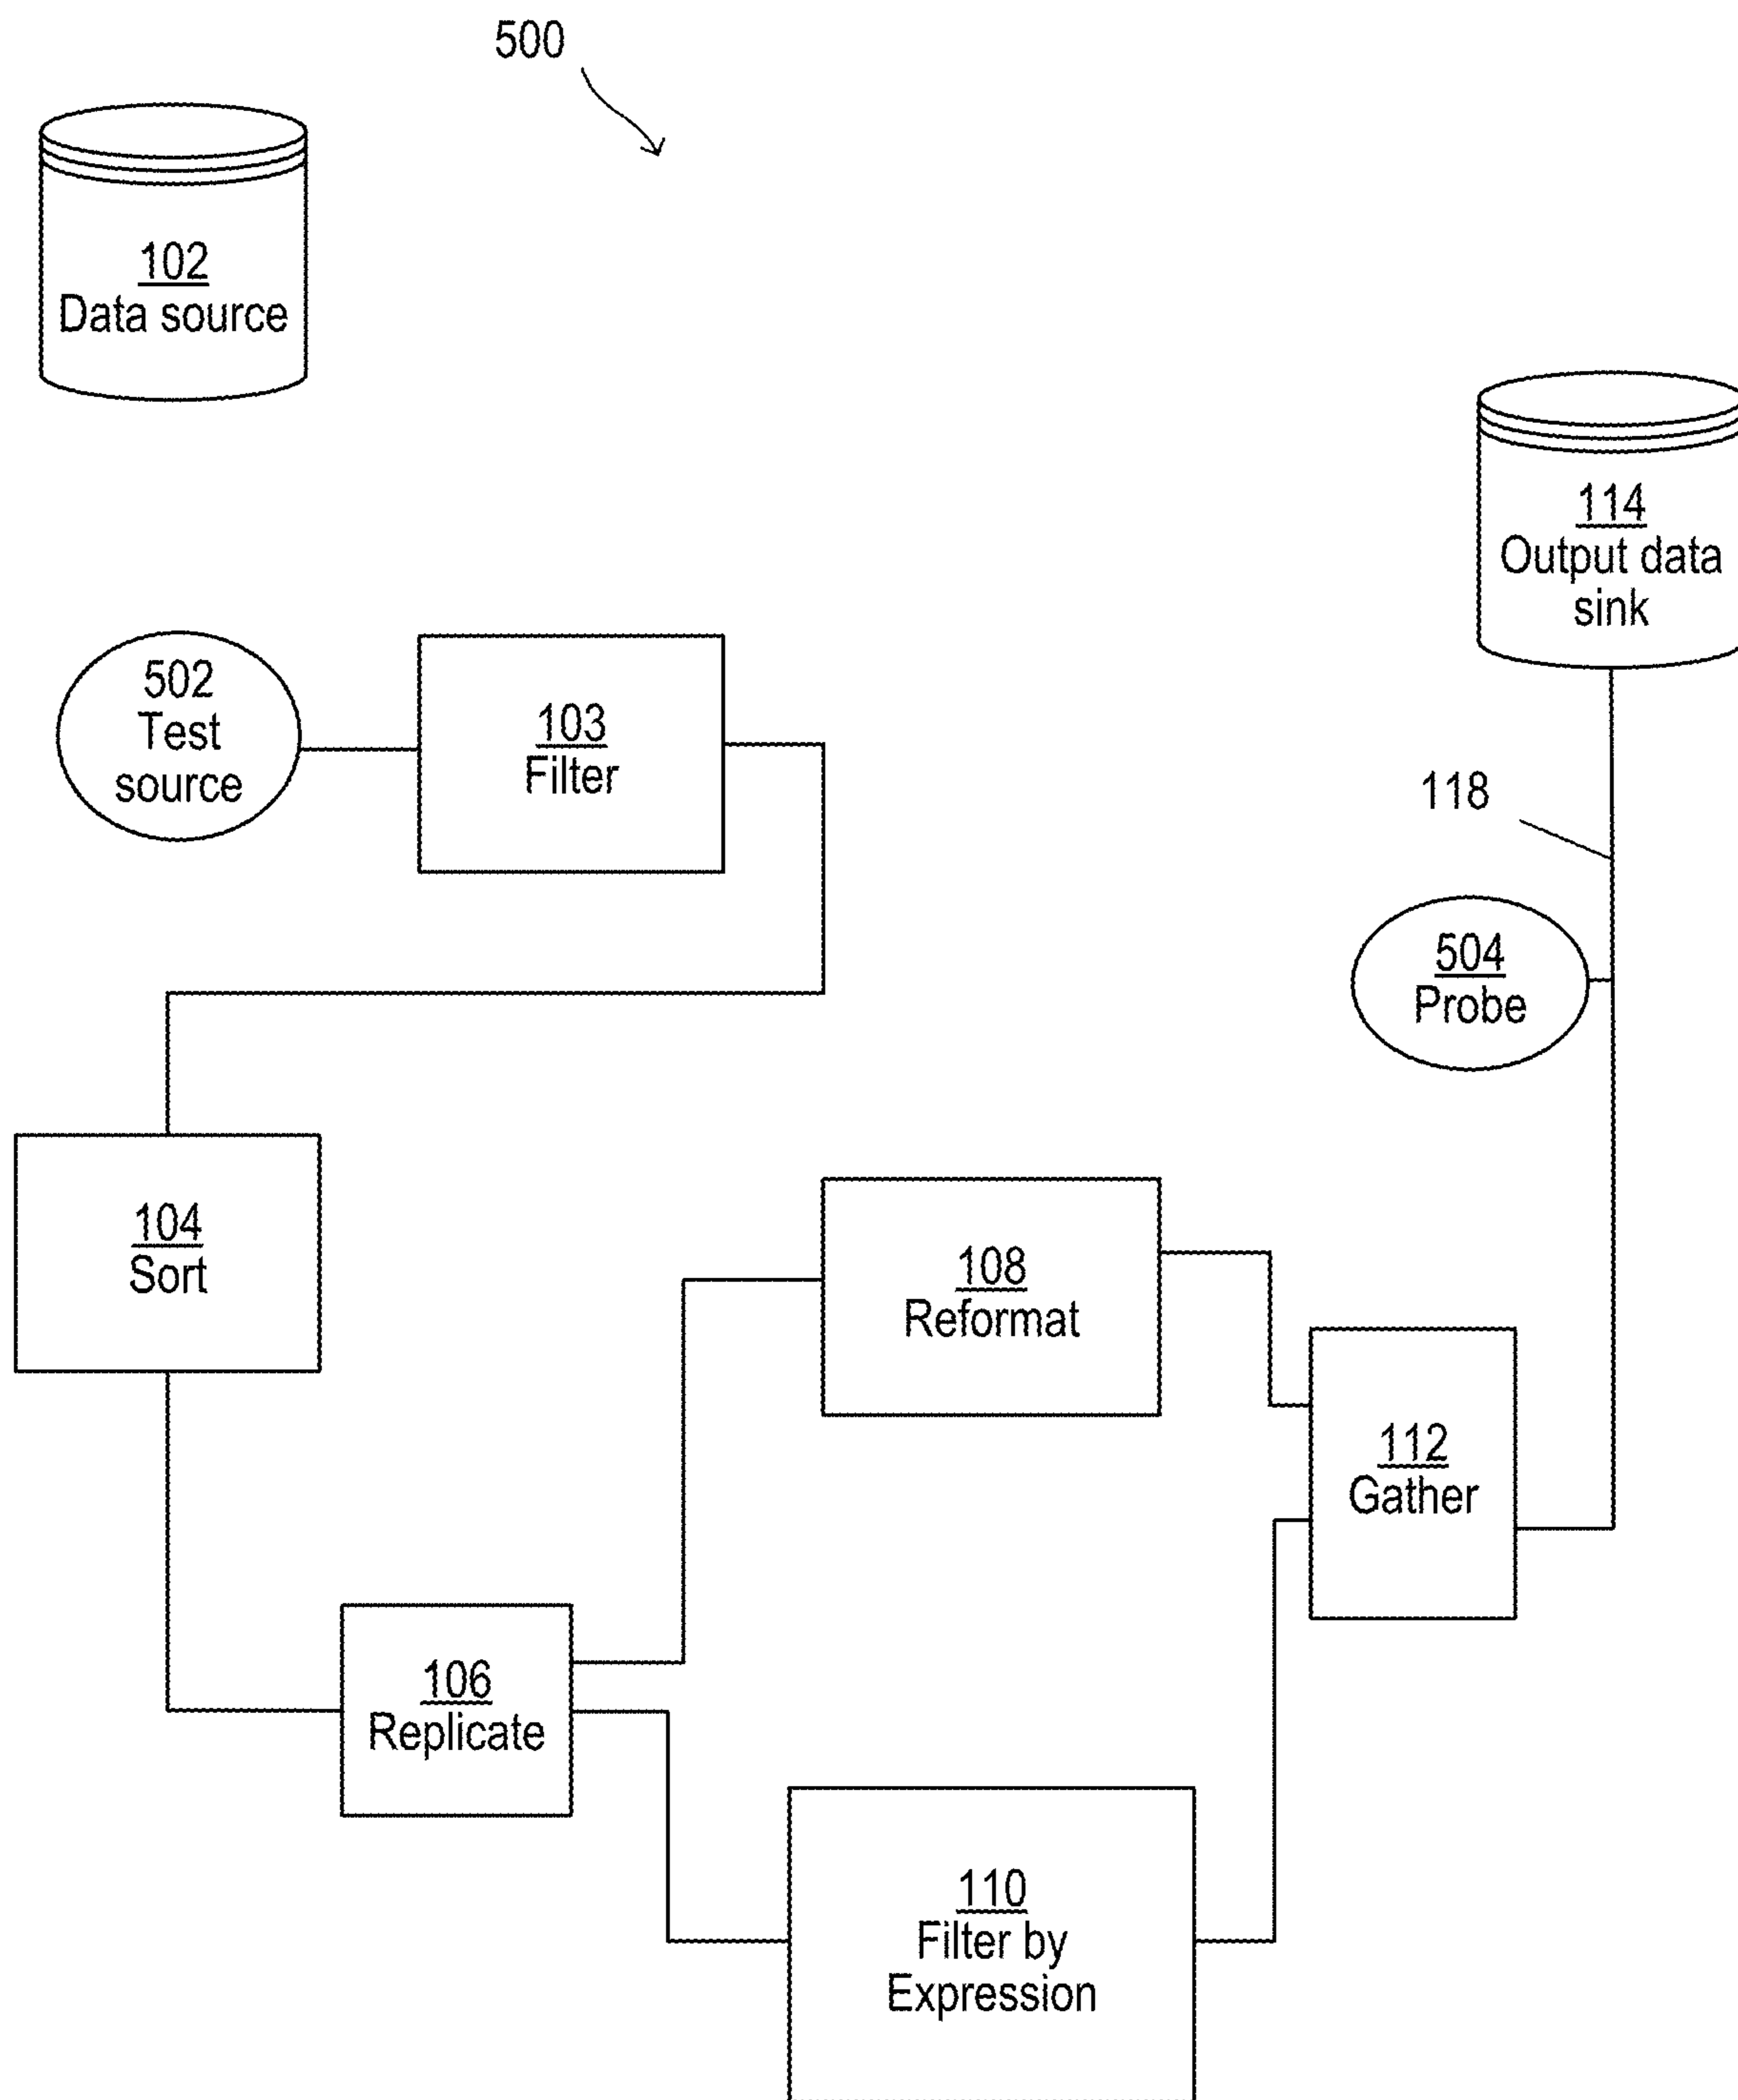 500
102
Data source
114
Output data
sink
502
Test
source
103
Filter
118
504
Probe
104
Sort
108
Reformat
112
Gather
106
Replicate
110
Filter by
Expression